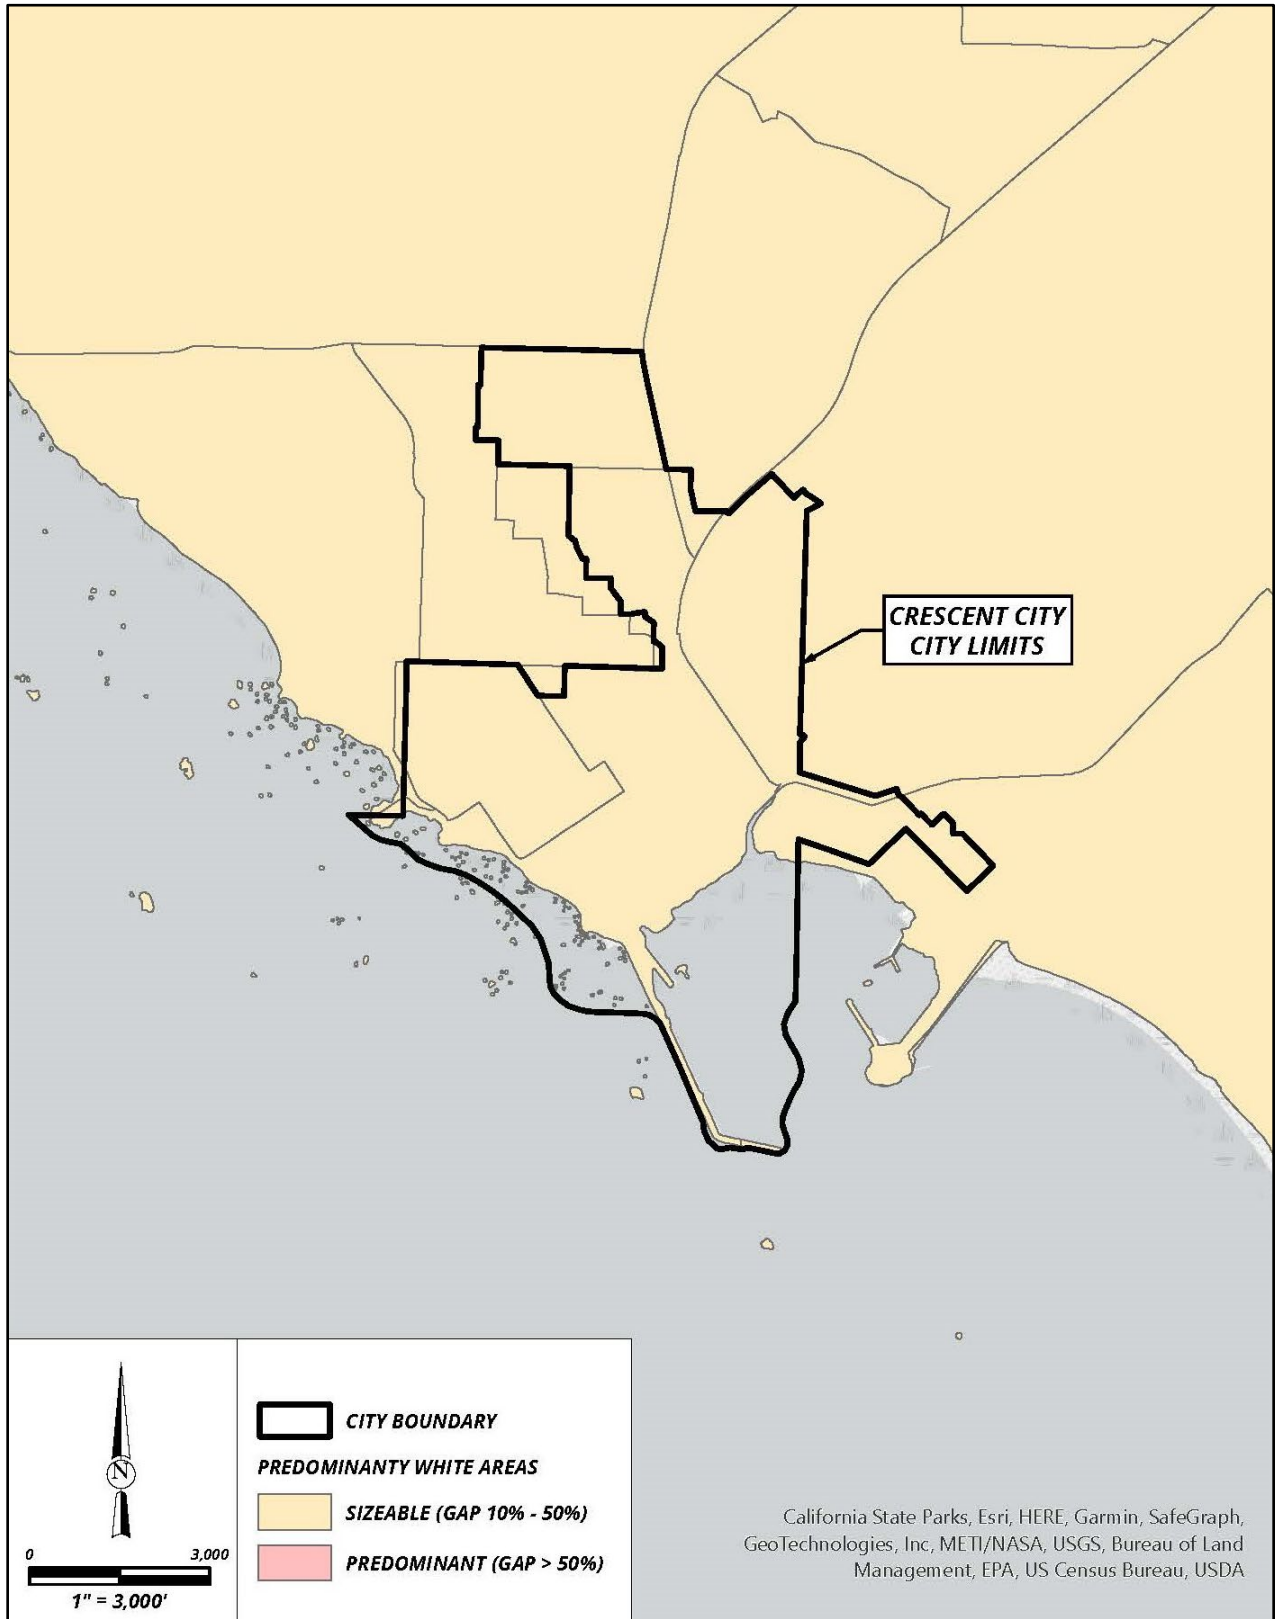 CRESCENT CITY
CITY LIMITS
N
0 3,000
1" = 3,000'
CITY BOUNDARY
PREDOMINANTY WHITE AREAS
SIZEABLE (GAP 10% - 50%)
PREDOMINANT (GAP > 50%)
California State Parks, Esri, HERE, Garmin, SafeGraph,
GeoTechnologies, Inc, METI/NASA, USGS, Bureau of Land
Management, EPA, US Census Bureau, USDA